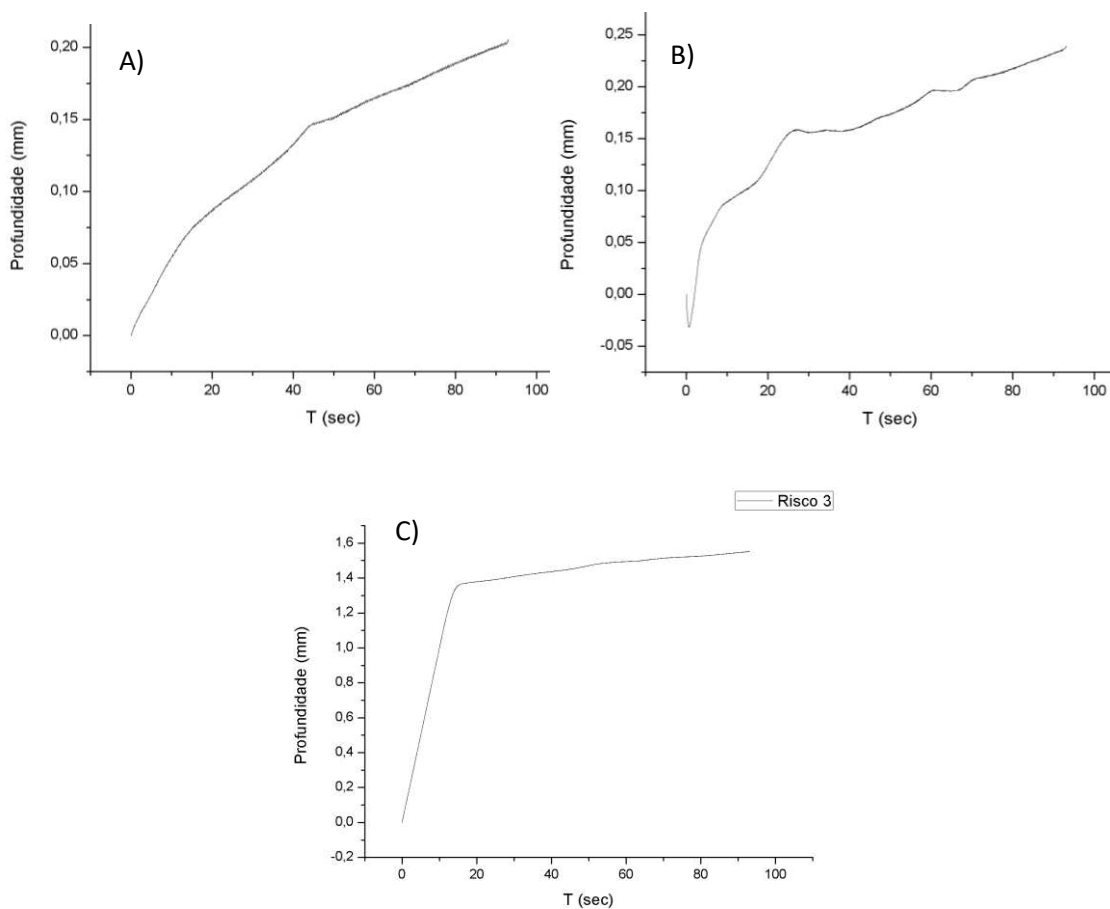 A)
0,20
0,15
0,10
0,05
0,00
Profundidade (mm)
0 20 40 60 80 100
T (sec)
B)
0,25
0,20
0,15
0,10
0,05
0,00
-0,05
Profundidade (mm)
0 20 40 60 80 100
T (sec)
Risco 3
C)
1,6
1,4
1,2
1,0
0,8
0,6
0,4
0,2
0,0
-0,2
Profundidade (mm)
0 20 40 60 80 100
T (sec)